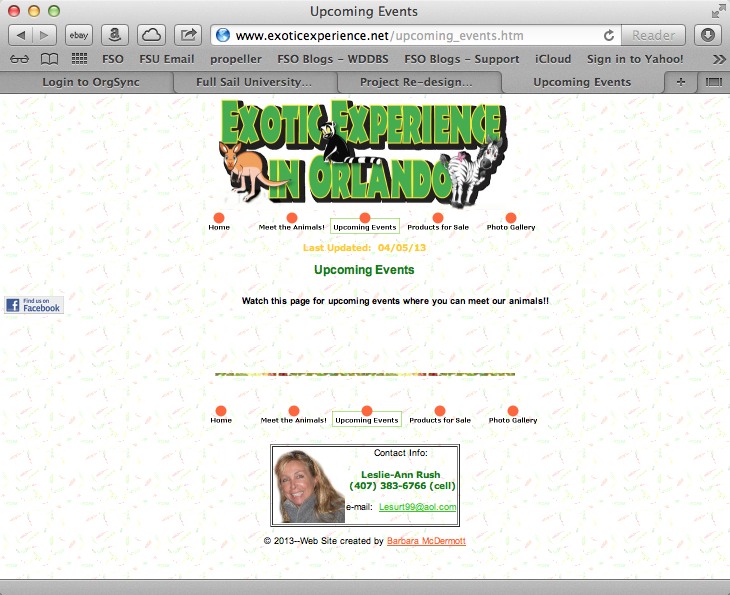 Upcoming Events
ebay
a
www.exoticexperience.net/upcoming_events.htm
Reader
FSO
FSU Email
propeller
FSO Blogs – WDDBS
FSO Blogs – Support
iCloud
Sign in to Yahoo!
Login to OrgSync
Full Sail University...
Project Re-design...
Upcoming Events
EXOTIC EXPERIENCE
IN ORLANDO
Home
Meet the Animals!
Upcoming Events
Products for Sale
Photo Gallery
Last Updated: 04/05/13
Upcoming Events
Find us on
Facebook
Watch this page for upcoming events where you can meet our animals!!
Home
Meet the Animals!
Upcoming Events
Products for Sale
Photo Gallery
Contact Info:
Leslie-Ann Rush
(407) 383-6766 (cell)
e-mail: Lesurt99@aol.com
© 2013--Web Site created by Barbara McDermott